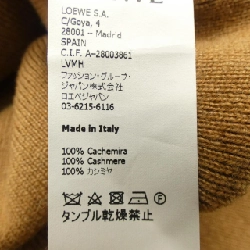 LOEWE S.A.
C/Goya, 4
28001 - Madrid
SPAIN
C.I.F. A-28003861
LVMH
ファッション・グループ・
ジャパン株式会社
ロエベジャパン
03-6215-6116
Made in Italy
100% Cachemira
100% Cashmere
100% カシミヤ
タンブル乾燥禁止